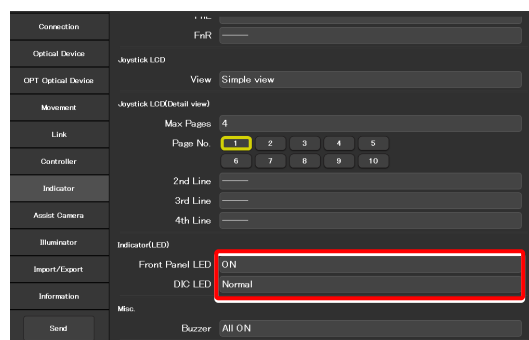 Connection
Optical Device
OPT Optical Device
Movement
Link
Controller
Indicator
Assist Camera
Illuminator
Import/Export
Information
Send
FnR
Joystick LCD
View Simple view
Joystick LCD(Detail view)
Max Pages 4
Page No. 1 2 3 4 5
6 7 8 9 10
2nd Line
3rd Line
4th Line
Indicator(LED)
Front Panel LED ON
DIC LED Normal
Misc.
Buzzer All ON